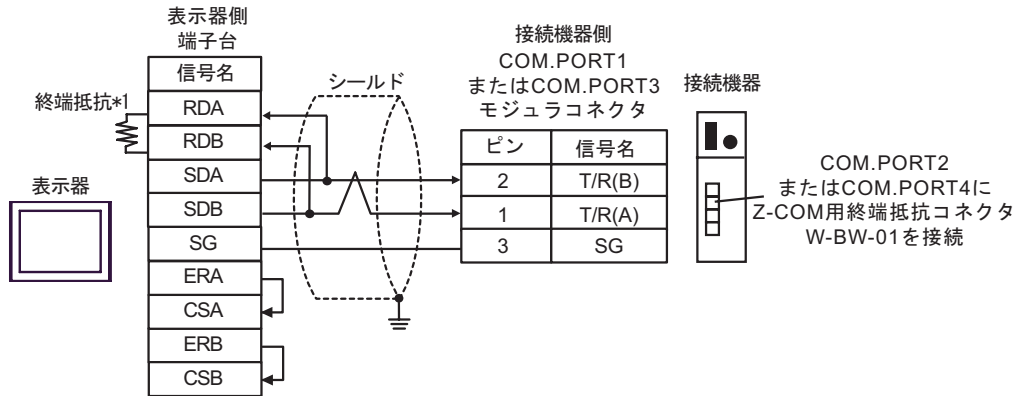 表示器側
端子台
信号名
RDA
RDB
SDA
SDB
SG
ERA
CSA
ERB
CSB
終端抵抗*1
表示器
シールド
接続機器側
COM.PORT1
またはCOM.PORT3
モジュラコネクタ
ピン 信号名
2 T/R(B)
1 T/R(A)
3 SG
接続機器
COM.PORT2
またはCOM.PORT4に
Z-COM用終端抵抗コネクタ
W-BW-01を接続